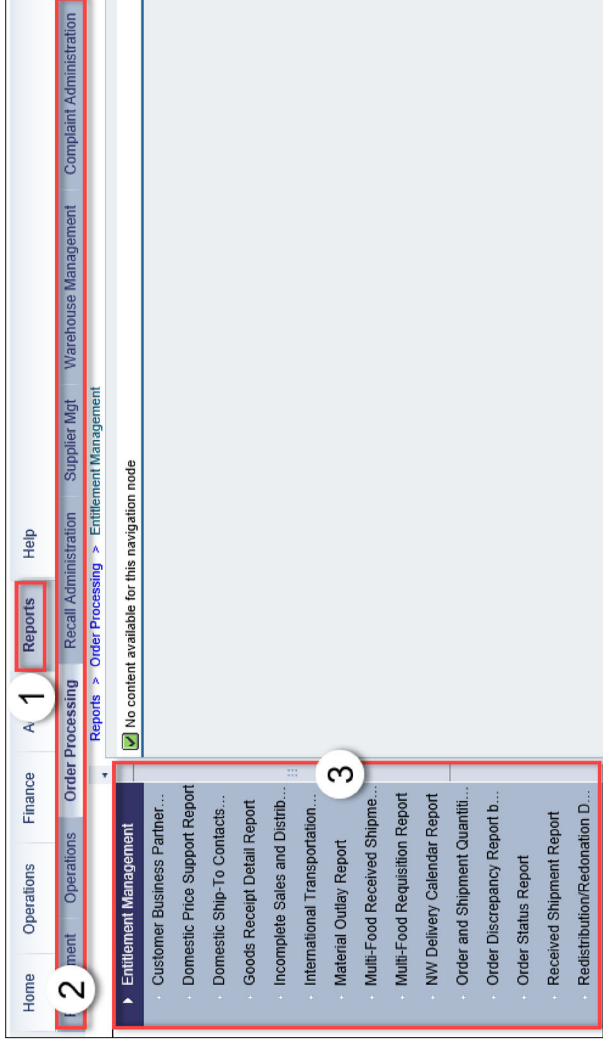 Home Operations Finance A 1 Reports Help
2 ment Operations Order Processing Recall Administration Supplier Mgt Warehouse Management Complaint Administration
Reports > Order Processing > Entitlement Management
No content available for this navigation node
Entitlement Management
Customer Business Partner...
Domestic Price Support Report
Domestic Ship-To Contacts...
Goods Receipt Detail Report
Incomplete Sales and Distrib...
International Transportation...
Material Outlay Report
3
Multi-Food Received Shipme...
Multi-Food Requisition Report
NW Delivery Calendar Report
Order and Shipment Quantiti...
Order Discrepancy Report b...
Order Status Report
Received Shipment Report
Redistribution/Redonation D...